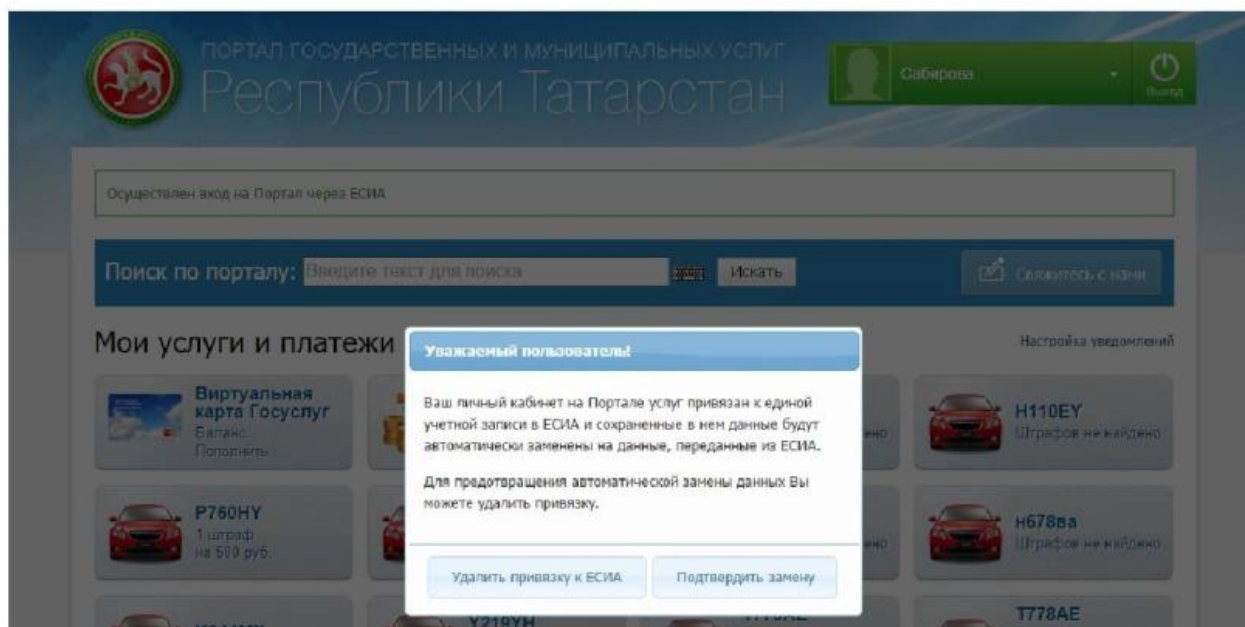 ПОРТАЛ ГОСУДАРСТВЕННЫХ И МУНИЦИПАЛЬНЫХ УСЛУГ
Республики Татарстан
Сабирова
Выход
Осуществлен вход на Портал через ЕСИА
Поиск по порталу: Введите текст для поиска Искать
Свяжитесь с нами
Мои услуги и платежи
Настройка уведомлений
Уважаемый пользователь!
Ваш личный кабинет на Портале услуг привязан к единой
учетной записи в ЕСИА и сохраненные в нем данные будут
автоматически заменены на данные, переданные из ЕСИА.
Для предотвращения автоматической замены данных Вы
можете удалить привязку.
Удалить привязку к ЕСИА
Подтвердить замену
Виртуальная
карта Госуслуг
Баланс
Пополнить
Н110ЕУ
Штрафов не найдено
Р760НУ
1 штраф
на 500 руб.
н678ва
Штрафов не найдено
У219УН
Т778АЕ